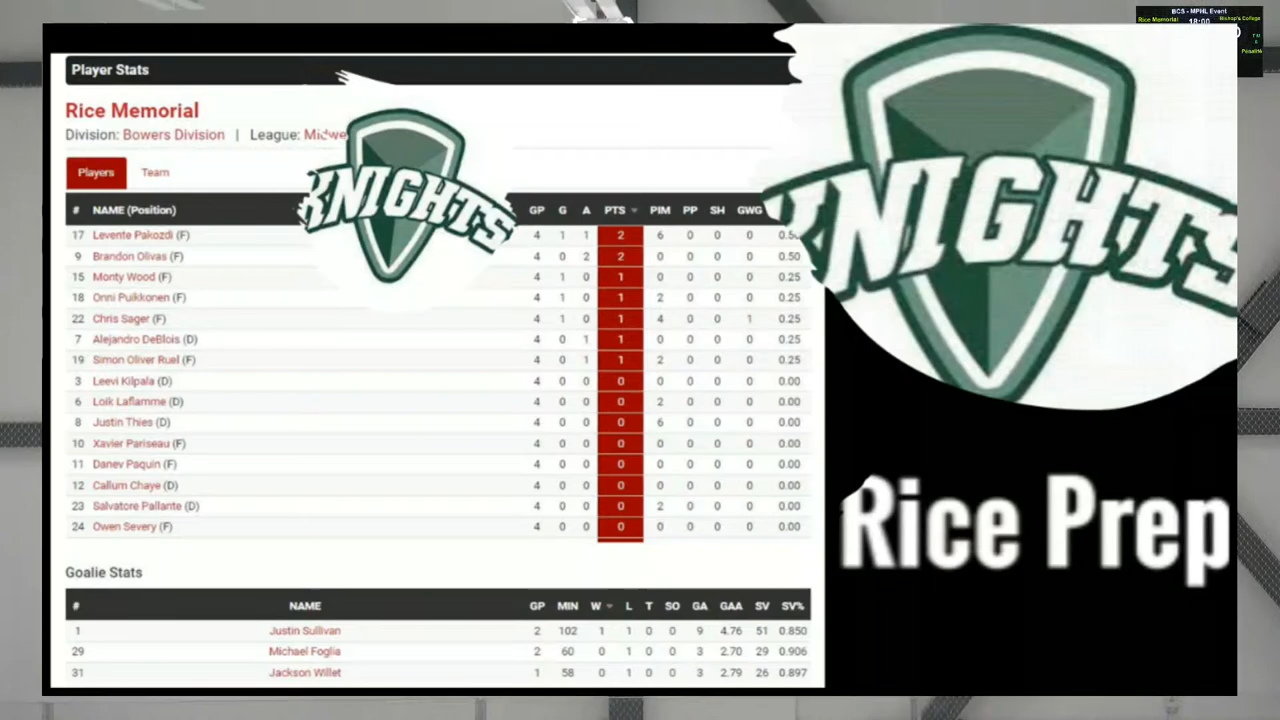 BCS - MPHL Event
Rice Memorial Bishop's College
18:00
Pénalité
Player Stats
Rice Memorial
Division: Bowers Division | League: Midwe
Players Team
KNIGHTS
KNIGHTS
# NAME (Position) GP G A PTS PIM PP SH GWG
17 Levente Pakozdi (F) 4 1 1 2 6 0 0 0 0.50
9 Brandon Olivas (F) 4 0 2 2 0 0 0 0 0.50
15 Monty Wood (F) 4 1 0 1 0 0 0 0 0.25
18 Onni Puikkonen (F) 4 1 0 1 2 0 0 0 0.25
22 Chris Sager (F) 4 1 0 1 4 0 0 1 0.25
7 Alejandro DeBlois (D) 4 0 1 1 0 0 0 0 0.25
19 Simon Oliver Ruel (F) 4 0 1 1 2 0 0 0 0.25
3 Leevi Kilpala (D) 4 0 0 0 0 0 0 0 0.00
6 Loik Laflamme (D) 4 0 0 0 2 0 0 0 0.00
8 Justin Thies (D) 4 0 0 0 6 0 0 0 0.00
10 Xavier Pariseau (F) 4 0 0 0 0 0 0 0 0.00
11 Danev Paquin (F) 4 0 0 0 0 0 0 0 0.00
12 Callum Chaye (D) 4 0 0 0 0 0 0 0 0.00
23 Salvatore Pallante (D) 4 0 0 0 2 0 0 0 0.00
24 Owen Severy (F) 4 0 0 0 0 0 0 0 0.00
Rice Prep
Goalie Stats
# NAME GP MIN W L T SO GA GAA SV SV%
1 Justin Sullivan 2 102 1 1 0 0 9 4.76 51 0.850
29 Michael Foglia 2 60 0 1 0 0 3 2.70 29 0.906
31 Jackson Willet 1 58 0 1 0 0 3 2.79 26 0.897